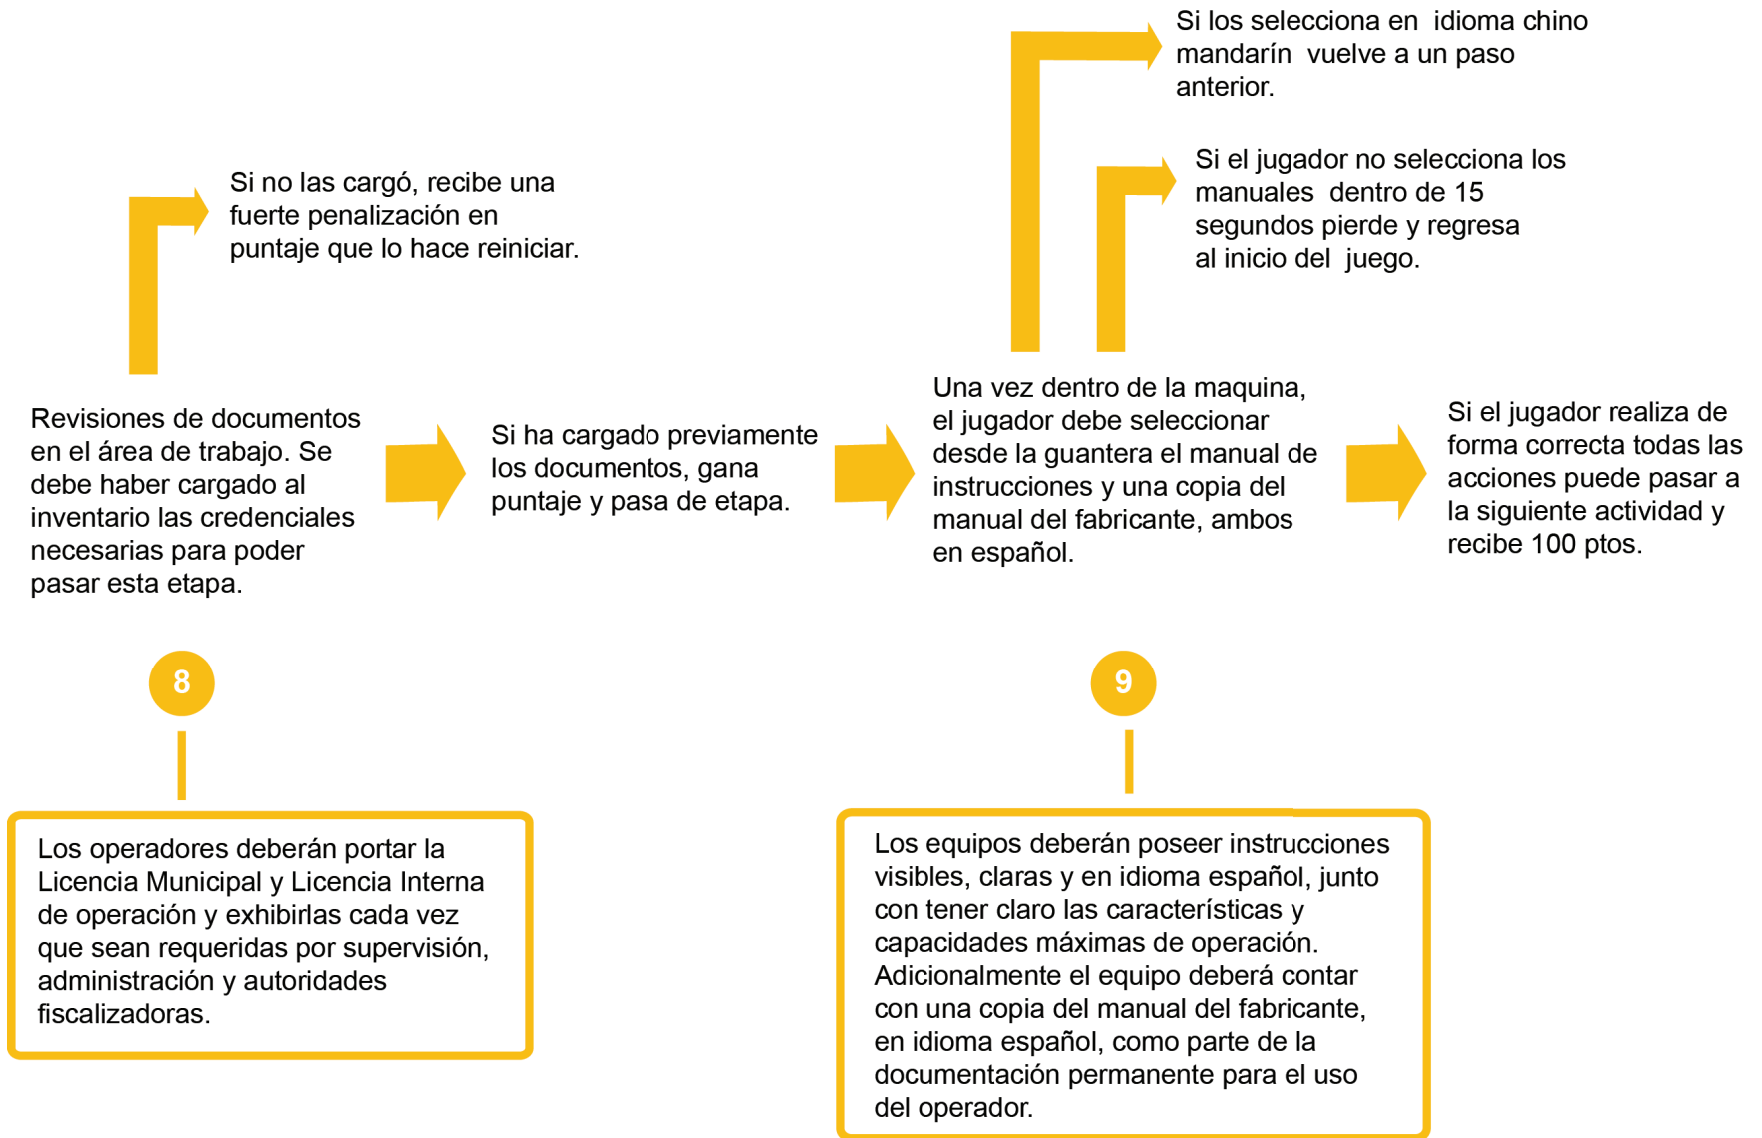 Si los selecciona en  idioma chino
mandarín  vuelve a un paso
anterior.
Si el jugador no selecciona los
manuales  dentro de 15
segundos pierde y regresa
al inicio del  juego.
Si no las cargó, recibe una
fuerte penalización en
puntaje que lo hace reiniciar.
Revisiones de documentos
en el área de trabajo. Se
debe haber cargado al
inventario las credenciales
necesarias para poder
pasar esta etapa.
Si ha cargado previamente
los documentos, gana
puntaje y pasa de etapa.
Una vez dentro de la maquina,
el jugador debe seleccionar
desde la guantera el manual de
instrucciones y una copia del
manual del fabricante, ambos
en español.
Si el jugador realiza de
forma correcta todas las
acciones puede pasar a
la siguiente actividad y
recibe 100 ptos.
8
9
Los operadores deberán portar la
Licencia Municipal y Licencia Interna
de operación y exhibirlas cada vez
que sean requeridas por supervisión,
administración y autoridades
fiscalizadoras.
Los equipos deberán poseer instrucciones
visibles, claras y en idioma español, junto
con tener claro las características y
capacidades máximas de operación.
Adicionalmente el equipo deberá contar
con una copia del manual del fabricante,
en idioma español, como parte de la
documentación permanente para el uso
del operador.